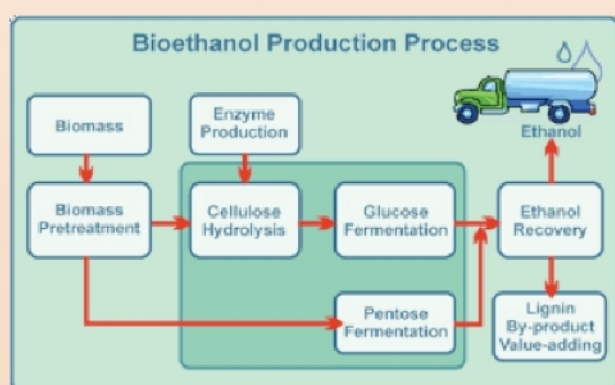 Bioethanol Production Process
Biomass
Enzyme
Production
Ethanol
Biomass
Pretreatment
Cellulose
Hydrolysis
Glucose
Fermentation
Ethanol
Recovery
Pentose
Fermentation
Lignin
By-product
Value-adding